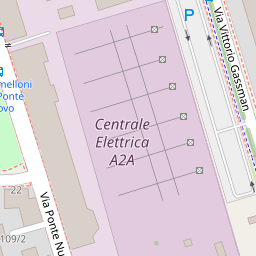 P
Via Vittorio Gassman
melloni
Ponte
ovo
Centrale
Elettrica
A2A
22
Via Ponte Nu
109/2